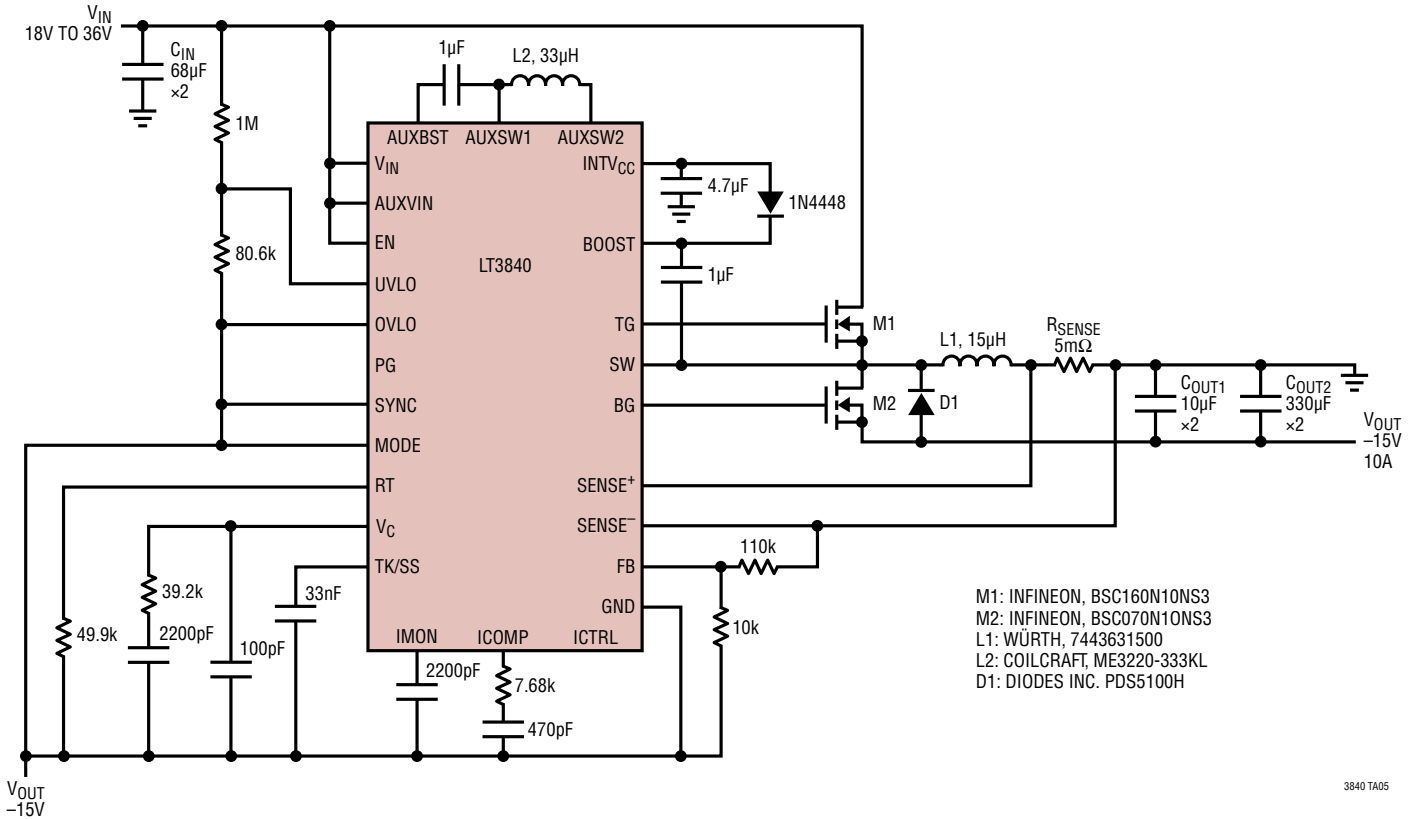 VIN
18V TO 36V
CIN
68µF
×2
1M
80.6k
1µF
L2, 33µH
AUXBST
AUXSW1
AUXSW2
VIN
AUXVIN
EN
UVLO
OVLO
PG
SYNC
MODE
RT
VC
TK/SS
IMON
ICOMP
ICTRL
LT3840
INTVCC
BOOST
TG
SW
BG
SENSE+
SENSE–
FB
GND
4.7µF
1N4448
1µF
M1
M2
D1
L1, 15µH
RSENSE
5mΩ
COUT1
10µF
×2
COUT2
330µF
×2
VOUT
–15V
10A
110k
10k
49.9k
39.2k
2200pF
100pF
33nF
2200pF
7.68k
470pF
VOUT
–15V
M1: INFINEON, BSC160N10NS3
M2: INFINEON, BSC070N1ONS3
L1: WÜRTH, 7443631500
L2: COILCRAFT, ME3220-333KL
D1: DIODES INC. PDS5100H
3840 TA05